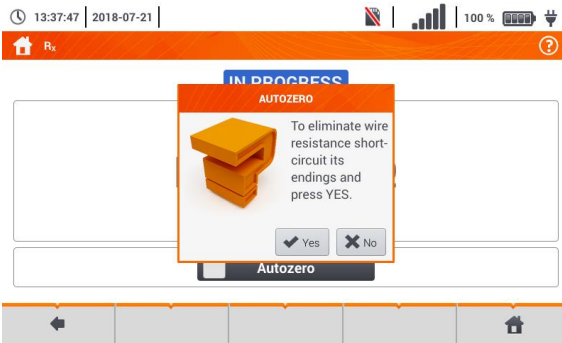 13:37:47 2018-07-21 100 %
Rx
IN PROGRESS
AUTOZERO
To eliminate wire
resistance short-
circuit its
endings and
press YES.
Yes No
Autozero